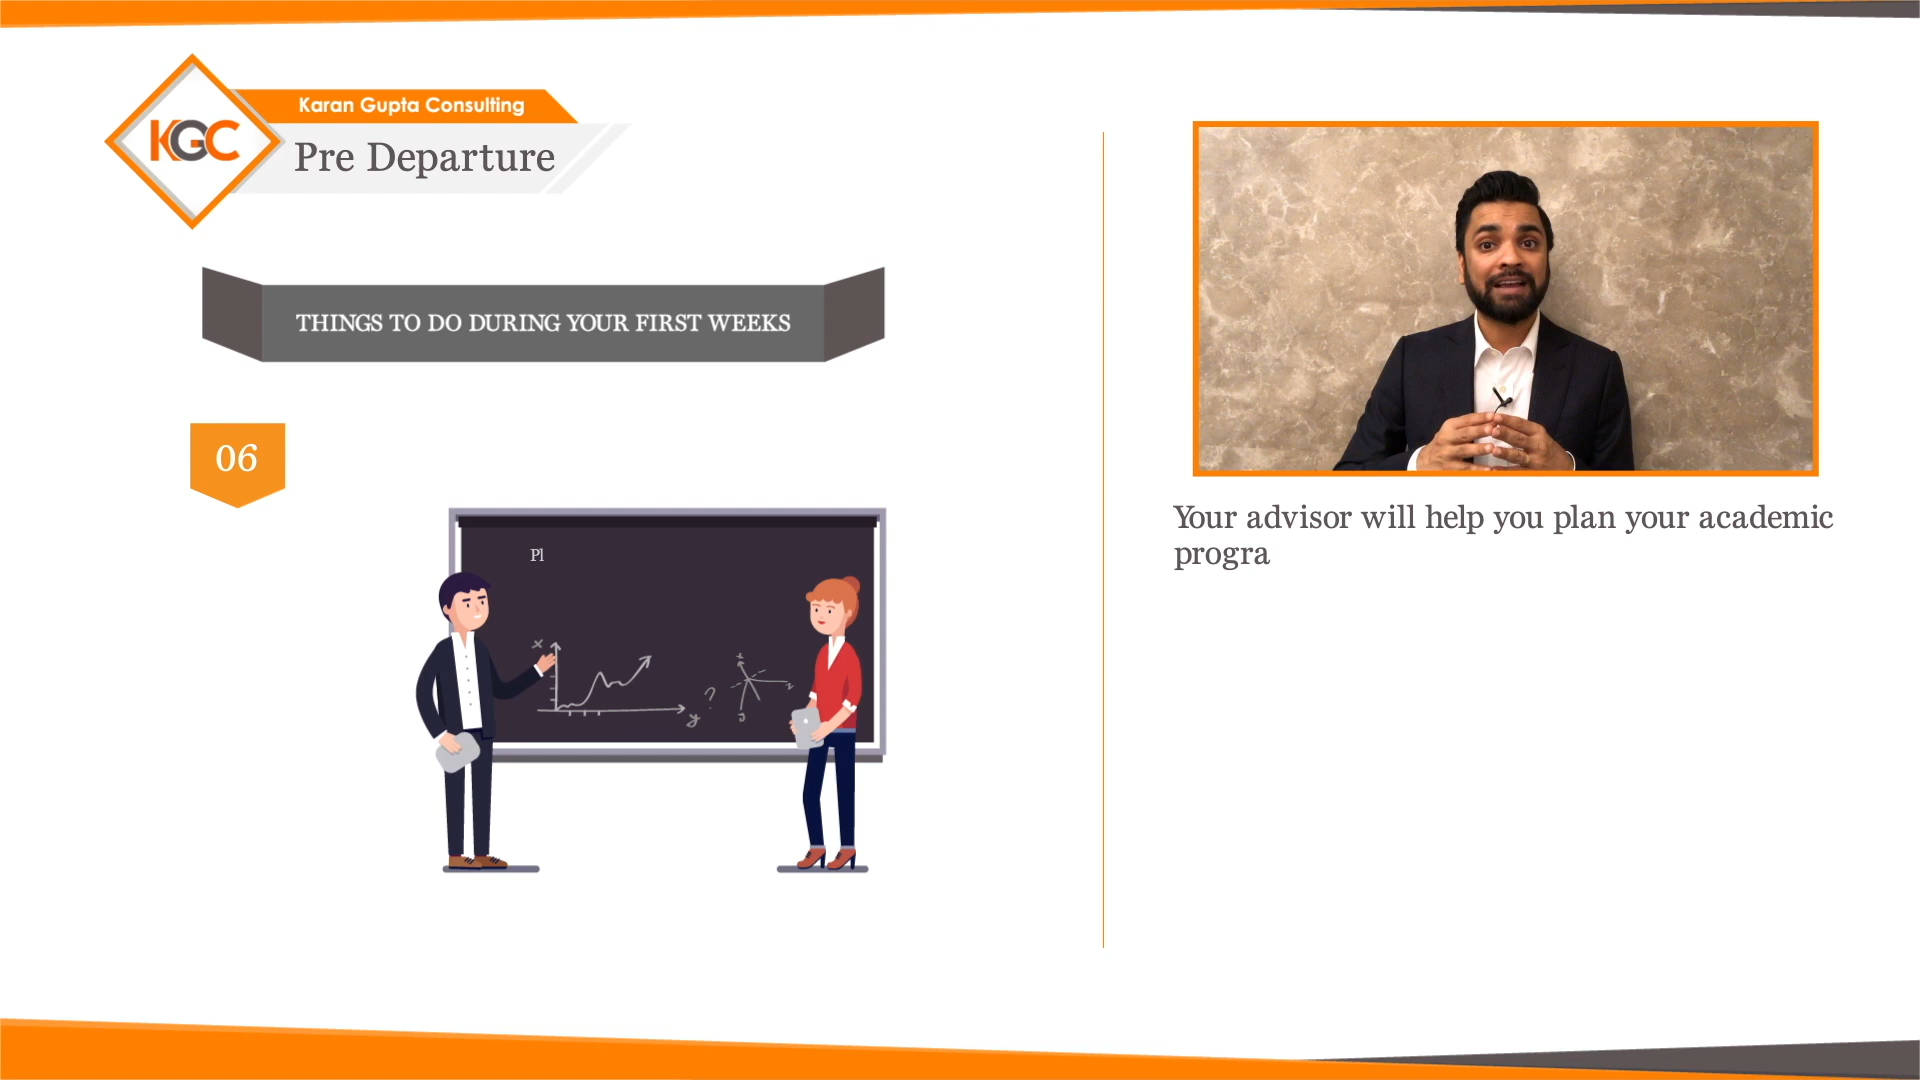 Karan Gupta Consulting
KGC
Pre Departure
THINGS TO DO DURING YOUR FIRST WEEKS
06
Pl
x
y
?
x
z
y
Your advisor will help you plan your academic
progra